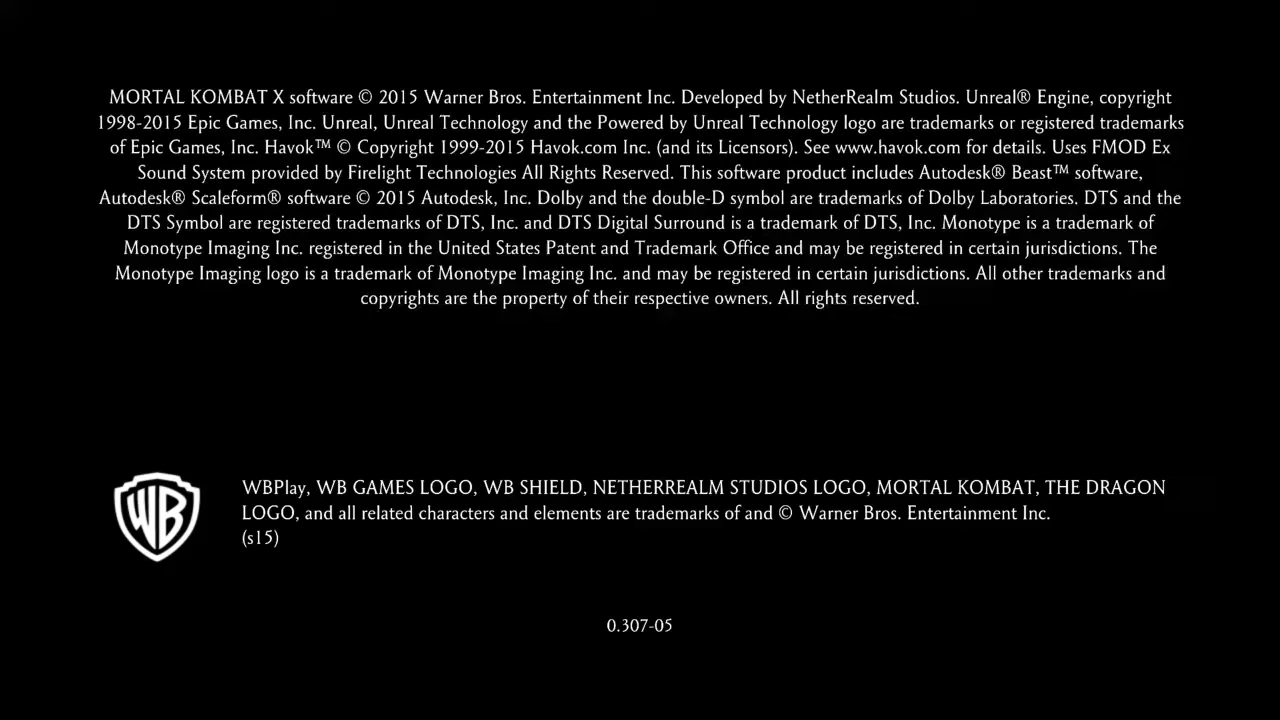 MORTAL KOMBAT X software © 2015 Warner Bros. Entertainment Inc. Developed by NetherRealm Studios. Unreal® Engine, copyright
1998-2015 Epic Games, Inc. Unreal, Unreal Technology and the Powered by Unreal Technology logo are trademarks or registered trademarks
of Epic Games, Inc. Havok™ © Copyright 1999-2015 Havok.com Inc. (and its Licensors). See www.havok.com for details. Uses FMOD Ex
Sound System provided by Firelight Technologies All Rights Reserved. This software product includes Autodesk® Beast™ software,
Autodesk® Scaleform® software © 2015 Autodesk, Inc. Dolby and the double-D symbol are trademarks of Dolby Laboratories. DTS and the
DTS Symbol are registered trademarks of DTS, Inc. and DTS Digital Surround is a trademark of DTS, Inc. Monotype is a trademark of
Monotype Imaging Inc. registered in the United States Patent and Trademark Office and may be registered in certain jurisdictions. The
Monotype Imaging logo is a trademark of Monotype Imaging Inc. and may be registered in certain jurisdictions. All other trademarks and
copyrights are the property of their respective owners. All rights reserved.
WB
WBPlay, WB GAMES LOGO, WB SHIELD, NETHERREALM STUDIOS LOGO, MORTAL KOMBAT, THE DRAGON
LOGO, and all related characters and elements are trademarks of and © Warner Bros. Entertainment Inc.
(s15)
0.307-05